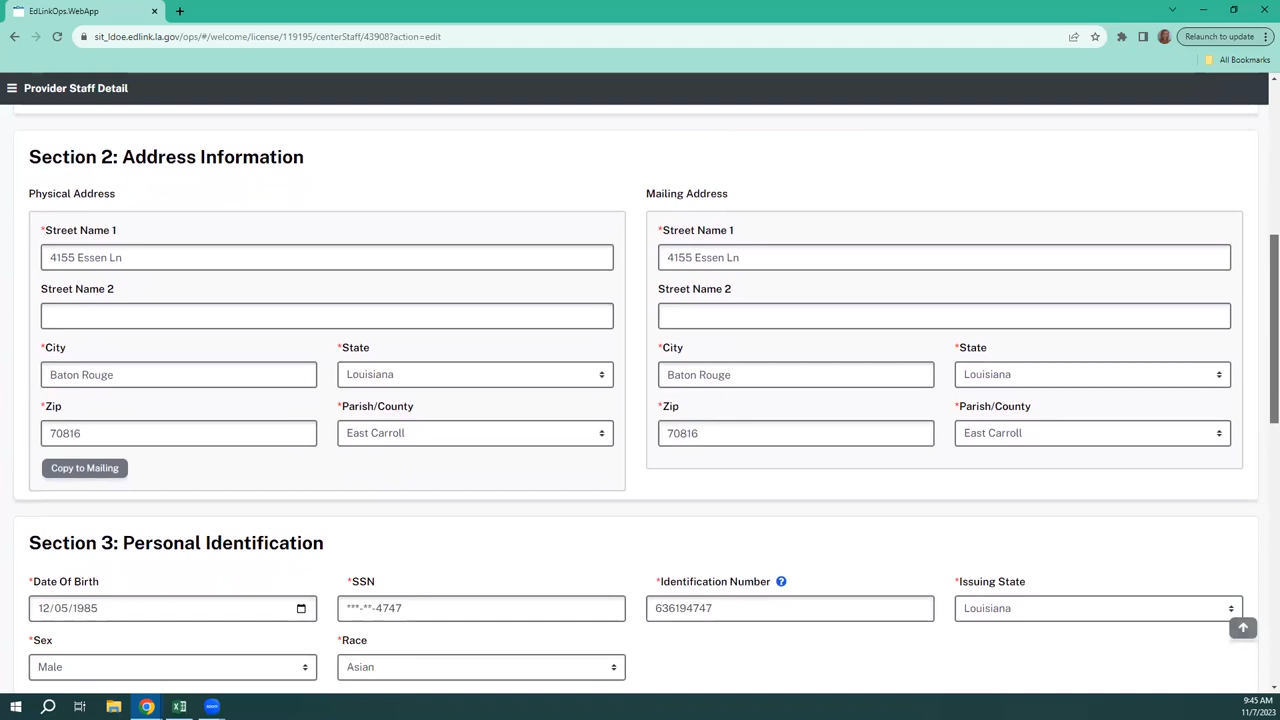 EdLinkOps.WebApp
sit_ldoe.edlink.la.gov/ops/#/welcome/license/119195/centerStaff/43908?action=edit
Relaunch to update
All Bookmarks
Provider Staff Detail
Section 2: Address Information
Physical Address
Mailing Address
*Street Name 1
*Street Name 1
4155 Essen Ln
4155 Essen Ln
Street Name 2
Street Name 2
*City
*State
*City
*State
Baton Rouge
Louisiana
Baton Rouge
Louisiana
*Zip
*Parish/County
*Zip
*Parish/County
70816
East Carroll
70816
East Carroll
Copy to Mailing
Section 3: Personal Identification
*Date Of Birth
*SSN
*Identification Number ?
*Issuing State
12/05/1985
***-**-4747
636194747
Louisiana
*Sex
*Race
Male
Asian
9:45 AM
11/7/2023